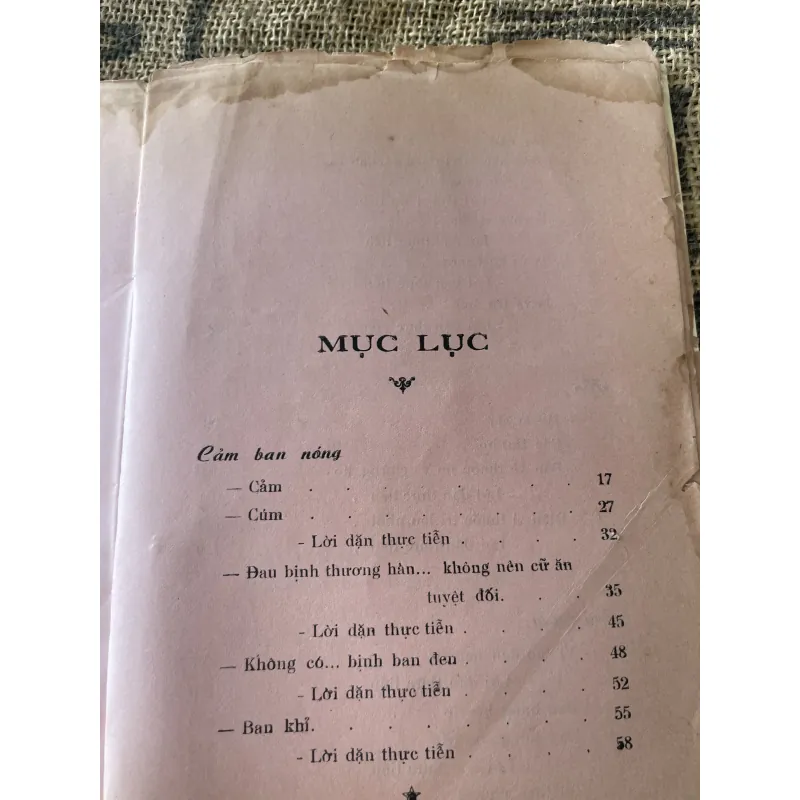 MỤC LỤC
Cảm ban nóng
— Cảm . . . . . . . . 17
— Cúm . . . . . . . . 27
- Lời dặn thực tiễn . . . . 32
— Đau bịnh thương hàn... không nên cữ ăn
tuyệt đối. . . . 35
- Lời dặn thực tiễn . . . . 45
— Không có... bịnh ban đen . . . . 48
- Lời dặn thực tiễn . . . . 52
— Ban khỉ. . . . . . . . 55
- Lời dặn thực tiễn . . . . 58